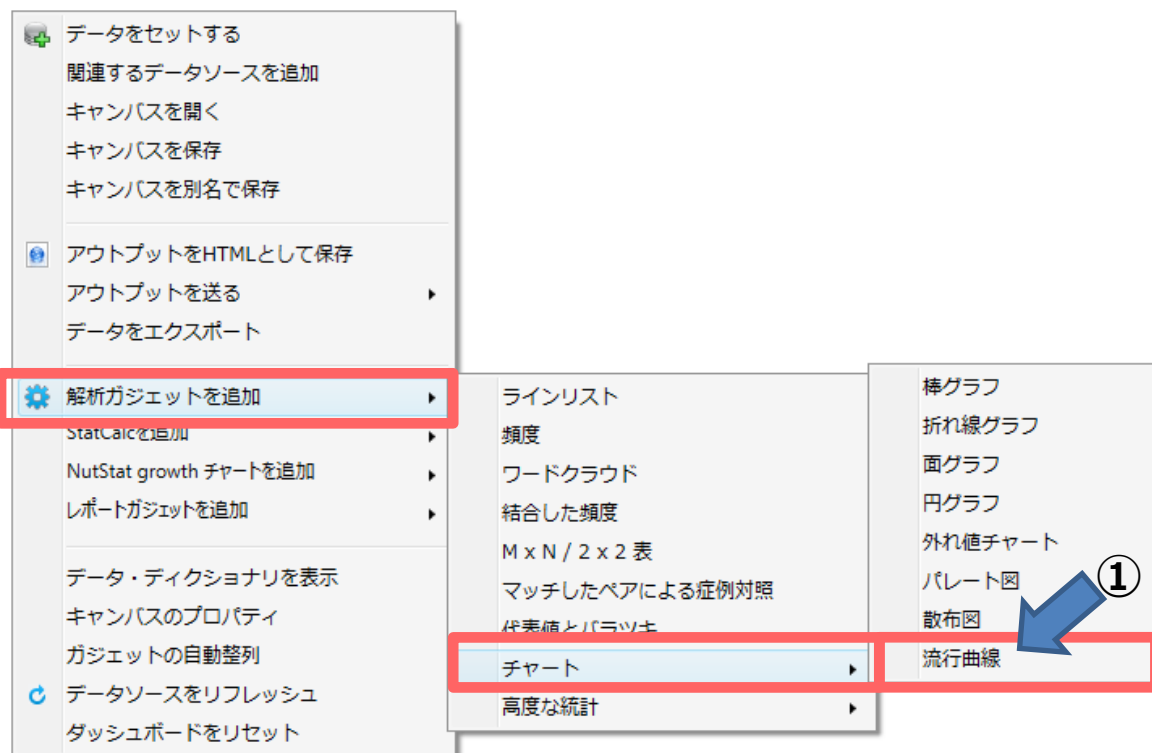 データをセットする
関連するデータソースを追加
キャンバスを開く
キャンバスを保存
キャンバスを別名で保存
アウトプットをHTMLとして保存
アウトプットを送る
データをエクスポート
解析ガジェットを追加
StatCalcを追加
NutStat growth チャートを追加
レポートガジェットを追加
データ・ディクショナリを表示
キャンバスのプロパティ
ガジェットの自動整列
データソースをリフレッシュ
ダッシュボードをリセット
ラインリスト
頻度
ワードクラウド
結合した頻度
M x N / 2 x 2 表
マッチしたペアによる症例対照
代表値とバラツキ
チャート
高度な統計
棒グラフ
折れ線グラフ
面グラフ
円グラフ
外れ値チャート
パレート図
①
散布図
流行曲線